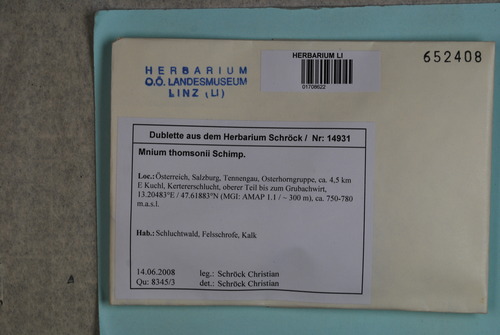 HERBARIUM
O.Ö. LANDESMUSEUM
LINZ (LI)
HERBARIUM LI
01708622
652408
Dublette aus dem Herbarium Schröck / Nr: 14931
Mnium thomsonii Schimp.
Loc.:Österreich, Salzburg, Tennengau, Osterhorngruppe, ca. 4,5 km
E Kuchl, Kertererschlucht, oberer Teil bis zum Grubachwirt,
13.20483°E / 47.61883°N (MGI: AMAP 1.1 / ~ 300 m), ca. 750-780
m.a.s.l.
Hab.:Schluchtwald, Felsschrofe, Kalk
14.06.2008 leg.: Schröck Christian
Qu: 8345/3 det.: Schröck Christian